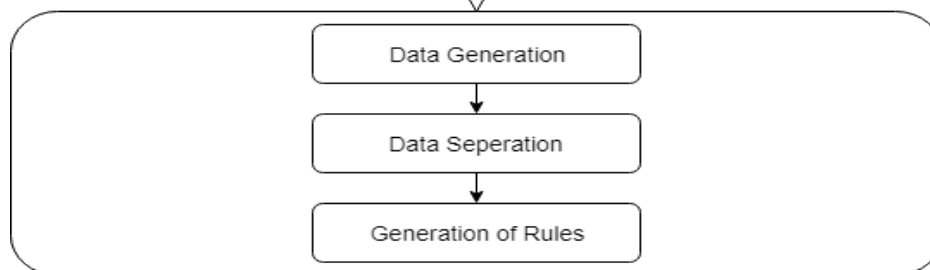 Data Generation
Data Seperation
Generation of Rules